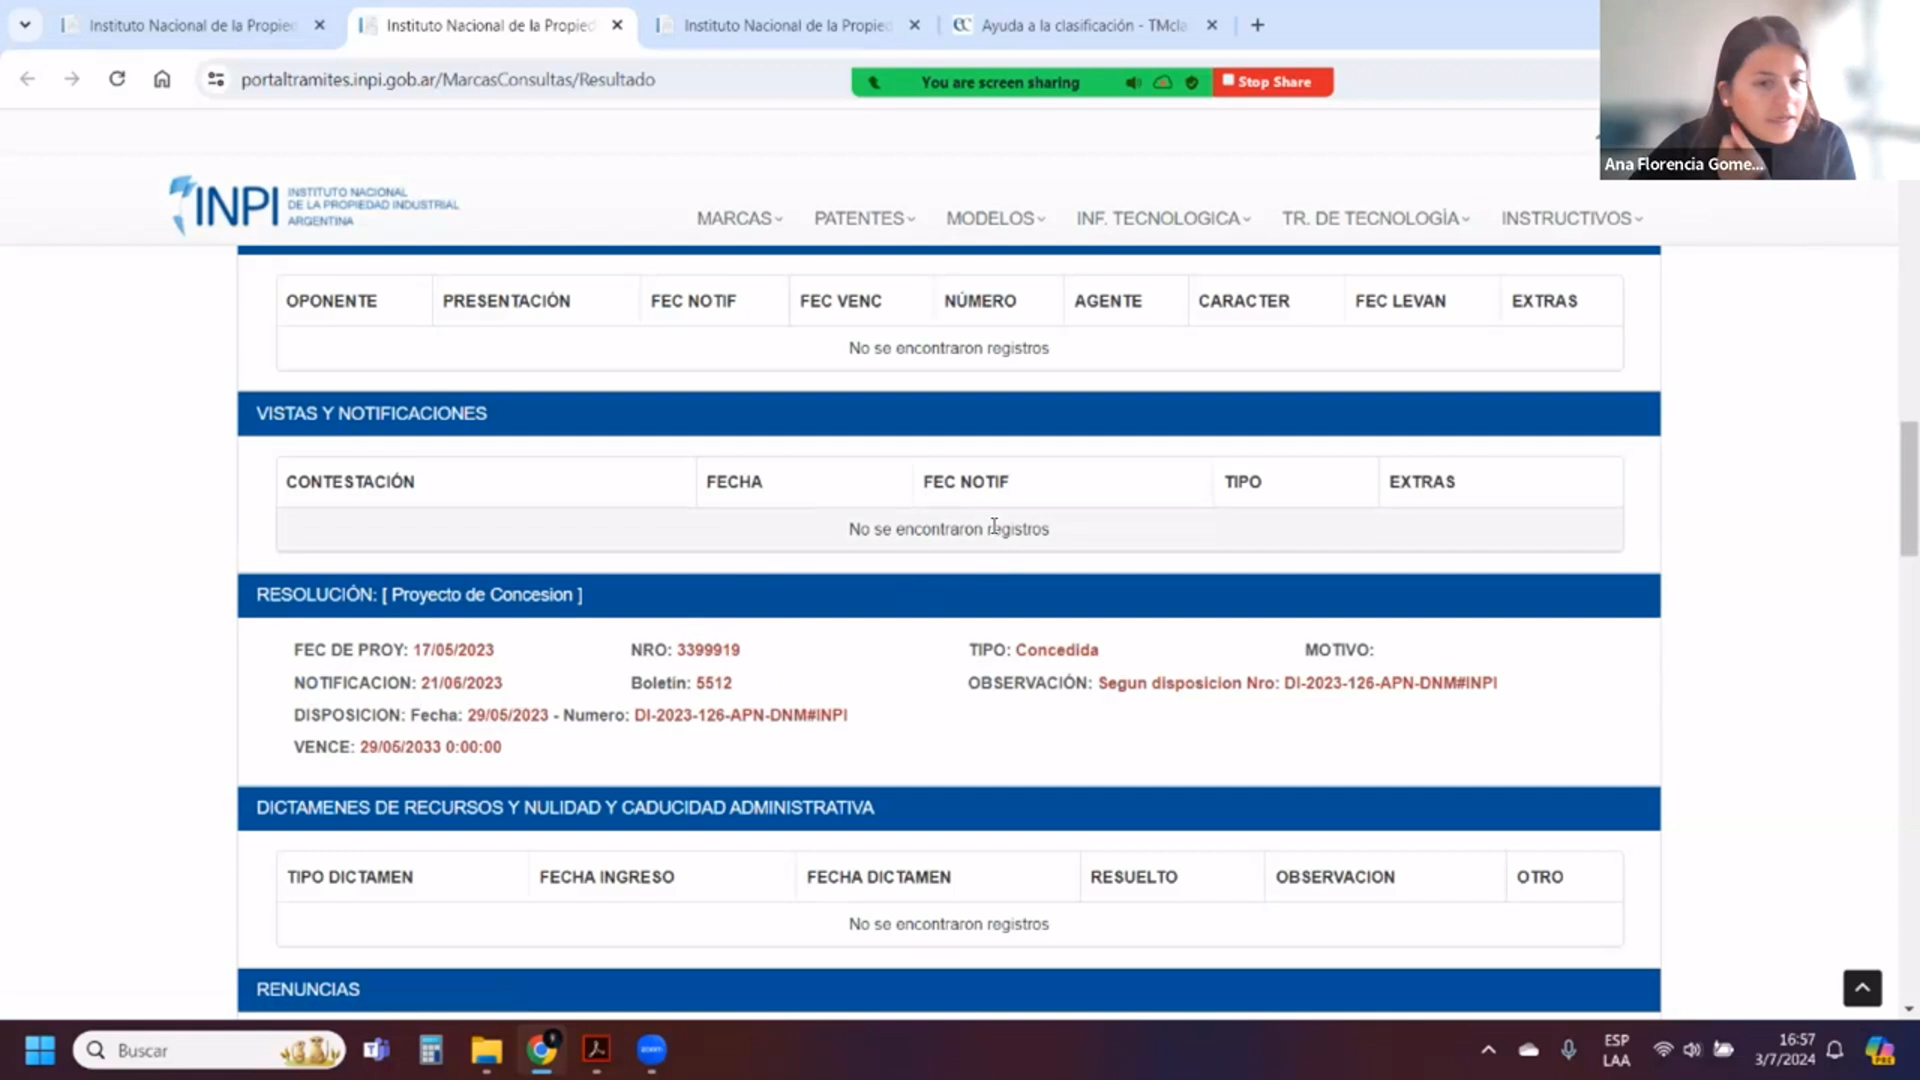 Instituto Nacional de la Propied
Instituto Nacional de la Propied
Instituto Nacional de la Propied
Ayuda a la clasificación - TMcla
portaltramites.inpi.gob.ar/MarcasConsultas/Resultado
You are screen sharing
Stop Share
Ana Florencia Gome...
INPI
INSTITUTO NACIONAL
DE LA PROPIEDAD INDUSTRIAL
ARGENTINA
MARCAS
PATENTES
MODELOS
INF. TECNOLOGICA
TR. DE TECNOLOGÍA
INSTRUCTIVOS
OPONENTE PRESENTACIÓN FEC NOTIF FEC VENC NÚMERO AGENTE CARACTER FEC LEVAN EXTRAS
No se encontraron registros
VISTAS Y NOTIFICACIONES
CONTESTACIÓN FECHA FEC NOTIF TIPO EXTRAS
No se encontraron registros
RESOLUCIÓN: [ Proyecto de Concesion ]
FEC DE PROY: 17/05/2023 NRO: 3399919 TIPO: Concedida MOTIVO:
NOTIFICACION: 21/06/2023 Boletin: 5512 OBSERVACIÓN: Segun disposicion Nro: DI-2023-126-APN-DNM#INPI
DISPOSICION: Fecha: 29/05/2023 - Numero: DI-2023-126-APN-DNM#INPI
VENCE: 29/05/2033 0:00:00
DICTAMENES DE RECURSOS Y NULIDAD Y CADUCIDAD ADMINISTRATIVA
TIPO DICTAMEN FECHA INGRESO FECHA DICTAMEN RESUELTO OBSERVACION OTRO
No se encontraron registros
RENUNCIAS
Buscar
zoom
ESP
LAA
16:57
3/7/2024
PRE